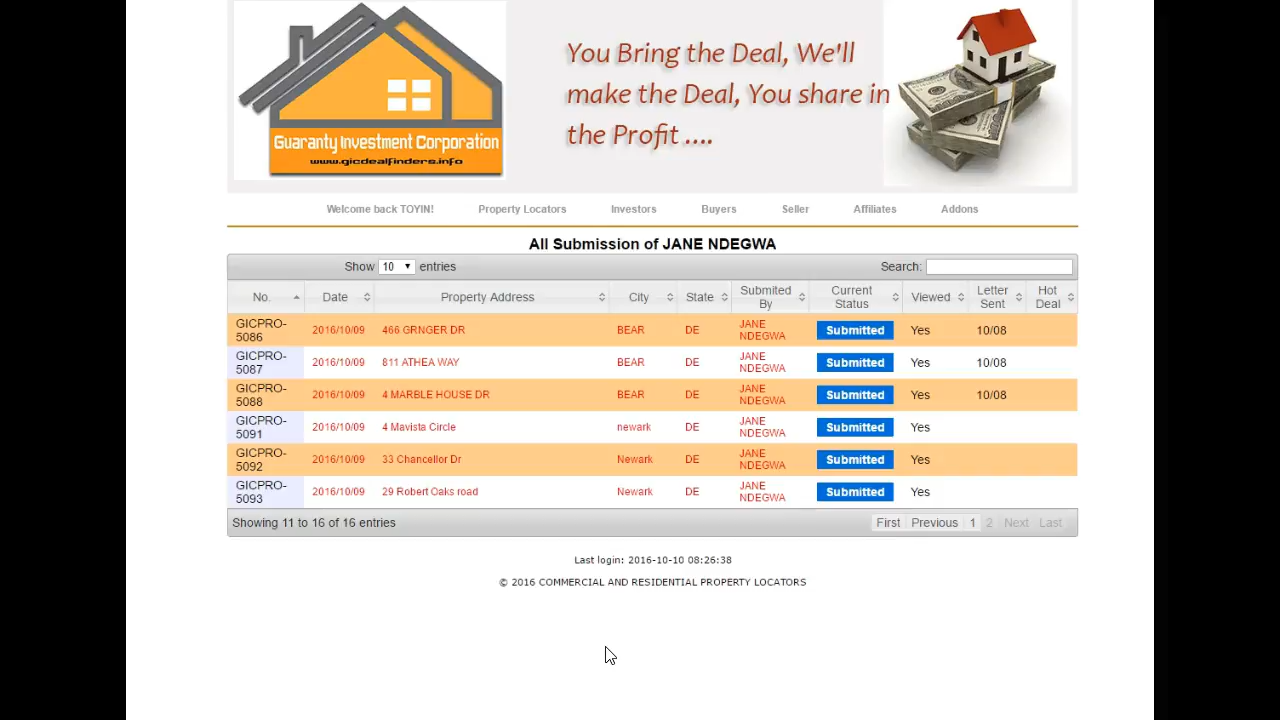 You Bring the Deal, We'll
make the Deal, You share in
the Profit ....
Guaranty Investment Corporation
www.gicdealfinders.info
Welcome back TOYIN! Property Locators Investors Buyers Seller Affiliates Addons
All Submission of JANE NDEGWA
Show 10 entries Search:
No. Date Property Address City State Submited By Current Status Viewed Letter Sent Hot Deal
GICPRO-5086 2016/10/09 466 GRNGER DR BEAR DE JANE NDEGWA Submitted Yes 10/08
GICPRO-5087 2016/10/09 811 ATHEA WAY BEAR DE JANE NDEGWA Submitted Yes 10/08
GICPRO-5088 2016/10/09 4 MARBLE HOUSE DR BEAR DE JANE NDEGWA Submitted Yes 10/08
GICPRO-5091 2016/10/09 4 Mavista Circle newark DE JANE NDEGWA Submitted Yes
GICPRO-5092 2016/10/09 33 Chancellor Dr Newark DE JANE NDEGWA Submitted Yes
GICPRO-5093 2016/10/09 29 Robert Oaks road Newark DE JANE NDEGWA Submitted Yes
Showing 11 to 16 of 16 entries First Previous 1 2 Next Last
Last login: 2016-10-10 08:26:38
© 2016 COMMERCIAL AND RESIDENTIAL PROPERTY LOCATORS